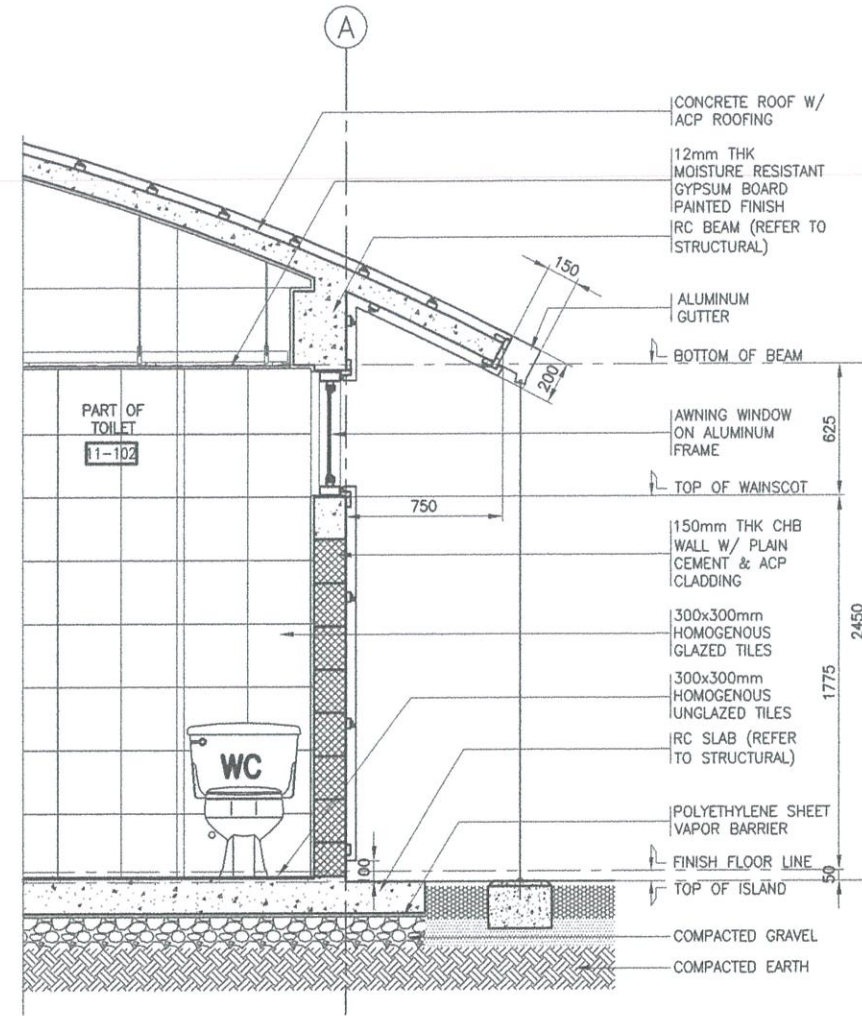 A
CONCRETE ROOF W/
ACP ROOFING
12mm THK
MOISTURE RESISTANT
GYPSUM BOARD
PAINTED FINISH
RC BEAM (REFER TO
STRUCTURAL)
150
ALUMINUM
GUTTER
BOTTOM OF BEAM
200
PART OF
TOILET
11-102
AWNING WINDOW
ON ALUMINUM
FRAME
625
TOP OF WAINSCOT
750
150mm THK CHB
WALL W/ PLAIN
CEMENT & ACP
CLADDING
2450
300x300mm
HOMOGENOUS
GLAZED TILES
1775
300x300mm
HOMOGENOUS
UNGLAZED TILES
RC SLAB (REFER
TO STRUCTURAL)
WC
POLYETHYLENE SHEET
VAPOR BARRIER
FINISH FLOOR LINE
100
50
TOP OF ISLAND
COMPACTED GRAVEL
COMPACTED EARTH